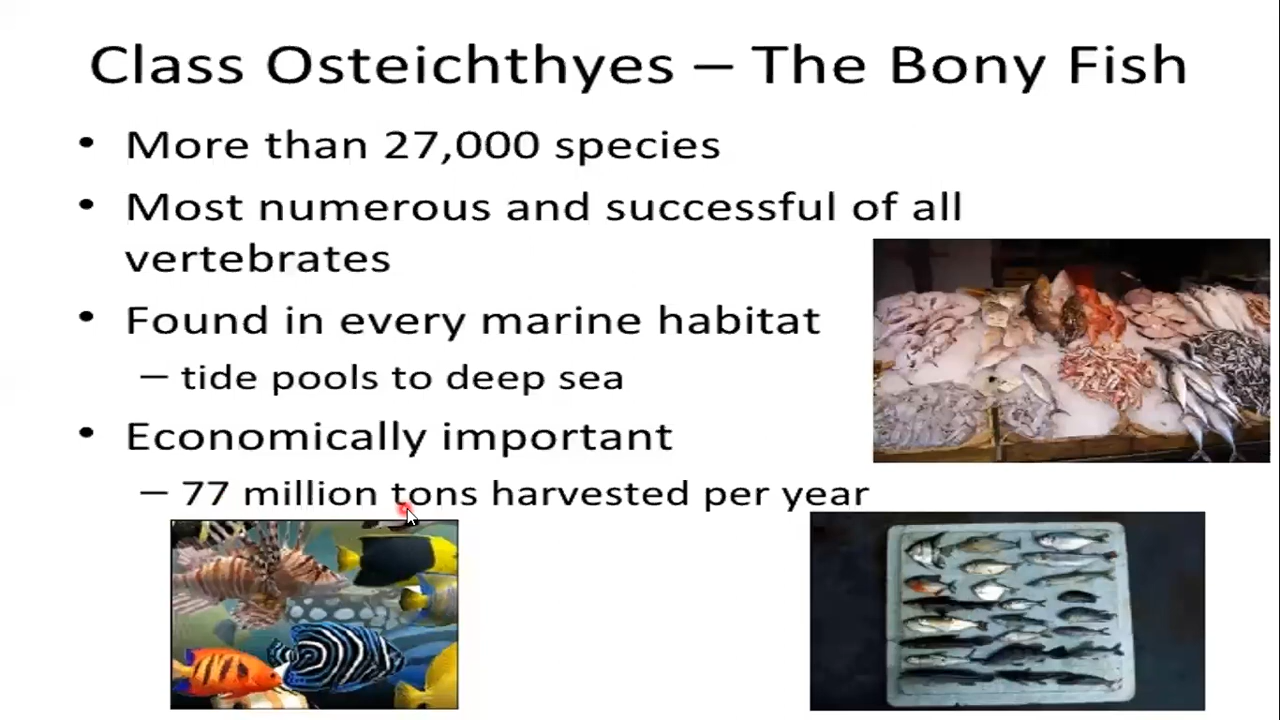 Class Osteichthyes – The Bony Fish
• More than 27,000 species
• Most numerous and successful of all
vertebrates
• Found in every marine habitat
– tide pools to deep sea
• Economically important
– 77 million tons harvested per year